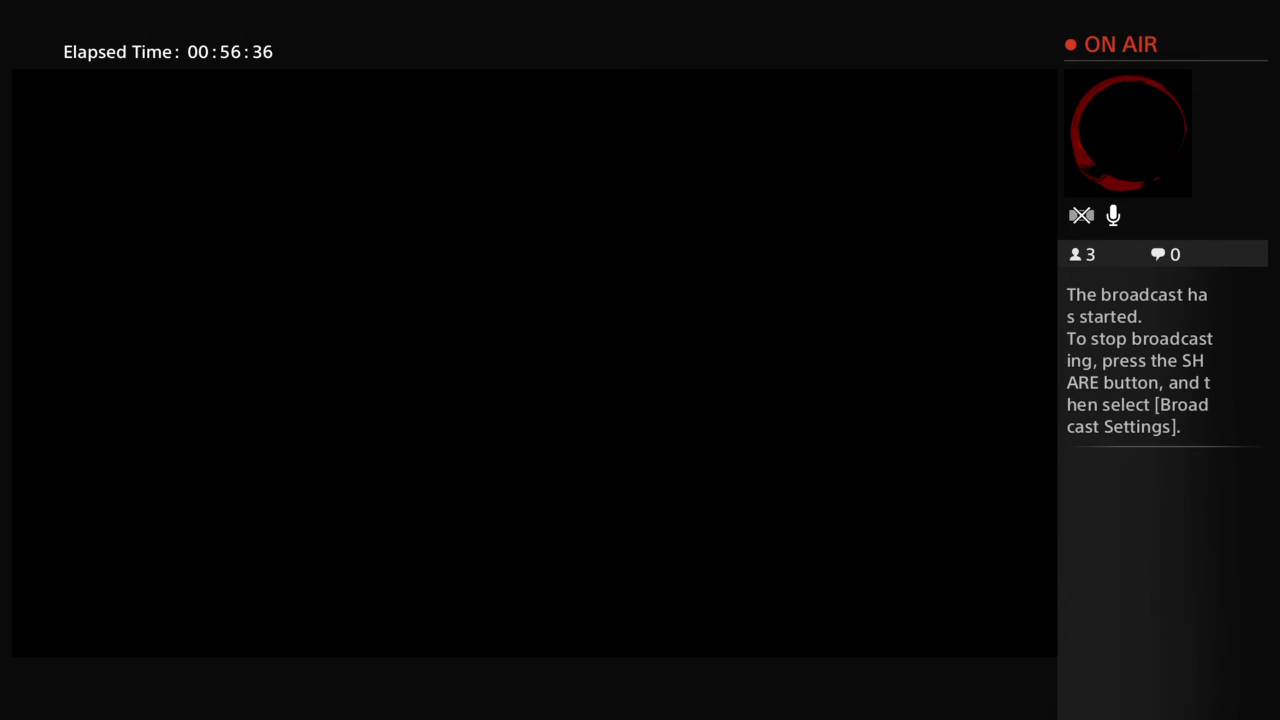 Elapsed Time: 00:56:36
ON AIR
3 0
The broadcast ha
s started.
To stop broadcast
ing, press the SH
ARE button, and t
hen select [Broad
cast Settings].